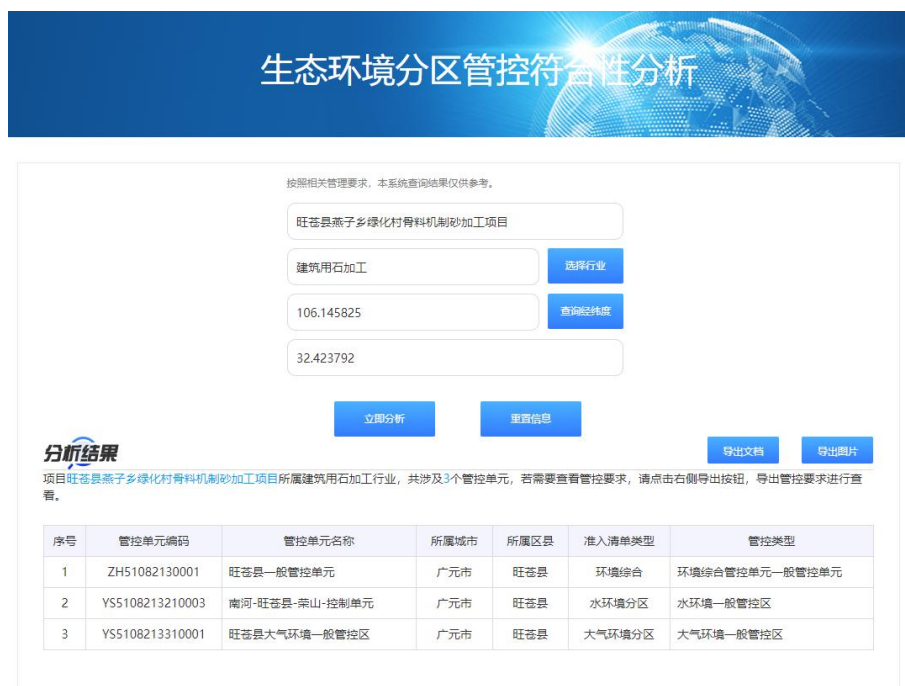 生态环境分区管控符合性分析
按照相关管理要求，本系统查询结果仅供参考。
旺苍县燕子乡绿化村骨料机制砂加工项目
建筑用石加工 选择行业
106.145825 查询经纬度
32.423792
立即分析 重置信息
分析结果 导出文档 导出图片
项目旺苍县燕子乡绿化村骨料机制砂加工项目所属建筑用石加工行业，共涉及3个管控单元，若需要查看管控要求，请点击右侧导出按钮，导出管控要求进行查
看。
序号 管控单元编码 管控单元名称 所属城市 所属区县 准入清单类型 管控类型
1 ZH51082130001 旺苍县一般管控单元 广元市 旺苍县 环境综合 环境综合管控单元一般管控单元
2 YS5108213210003 南河-旺苍县-荣山-控制单元 广元市 旺苍县 水环境分区 水环境一般管控区
3 YS5108213310001 旺苍县大气环境一般管控区 广元市 旺苍县 大气环境分区 大气环境一般管控区